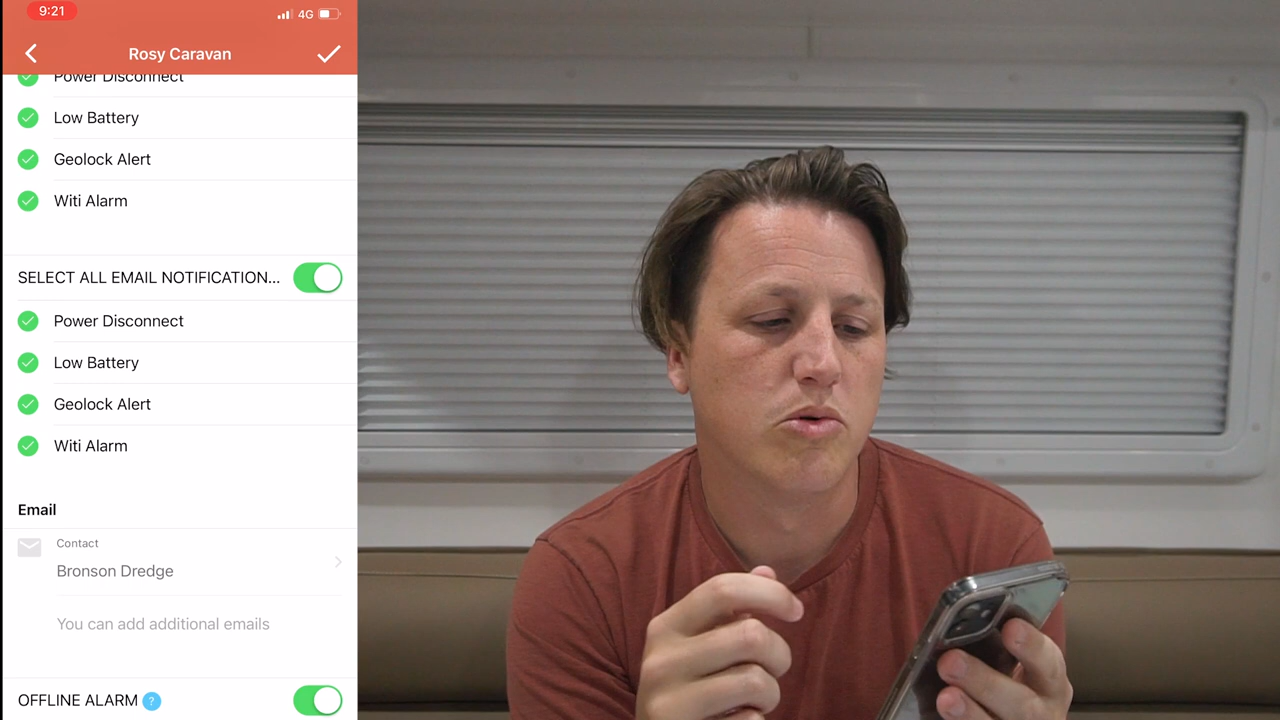 9:21
4G
Rosy Caravan
Power Disconnect
Low Battery
Geolock Alert
Witi Alarm
SELECT ALL EMAIL NOTIFICATION...
Power Disconnect
Low Battery
Geolock Alert
Witi Alarm
Email
Contact
Bronson Dredge
You can add additional emails
OFFLINE ALARM ?